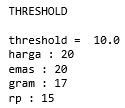 THRESHOLD
threshold =  10.0
harga : 20
emas : 20
gram : 17
rp : 15